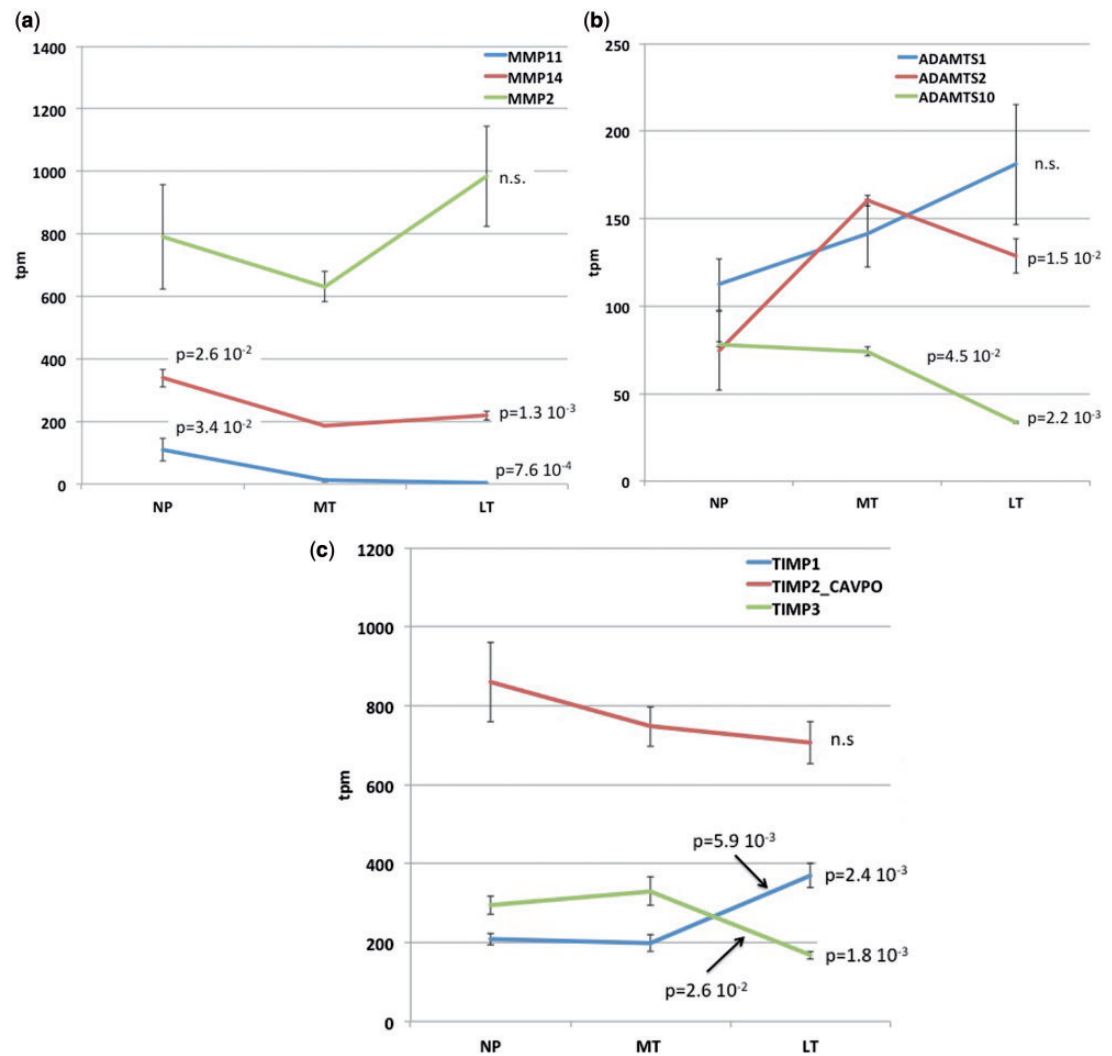 (a)
1400
1200
1000
800
600
400
200
0
tpm
MMP11
MMP14
MMP2
n.s.
p=2.6 10-2
p=3.4 10-2
p=1.3 10-3
p=7.6 10-4
NP MT LT
(b)
250
200
150
100
50
0
tpm
ADAMTS1
ADAMTS2
ADAMTS10
n.s.
p=1.5 10-2
p=4.5 10-2
p=2.2 10-3
NP MT LT
(c)
1200
1000
800
600
400
200
0
tpm
TIMP1
TIMP2_CAVPO
TIMP3
n.s
p=5.9 10-3
p=2.4 10-3
p=1.8 10-3
p=2.6 10-2
NP MT LT